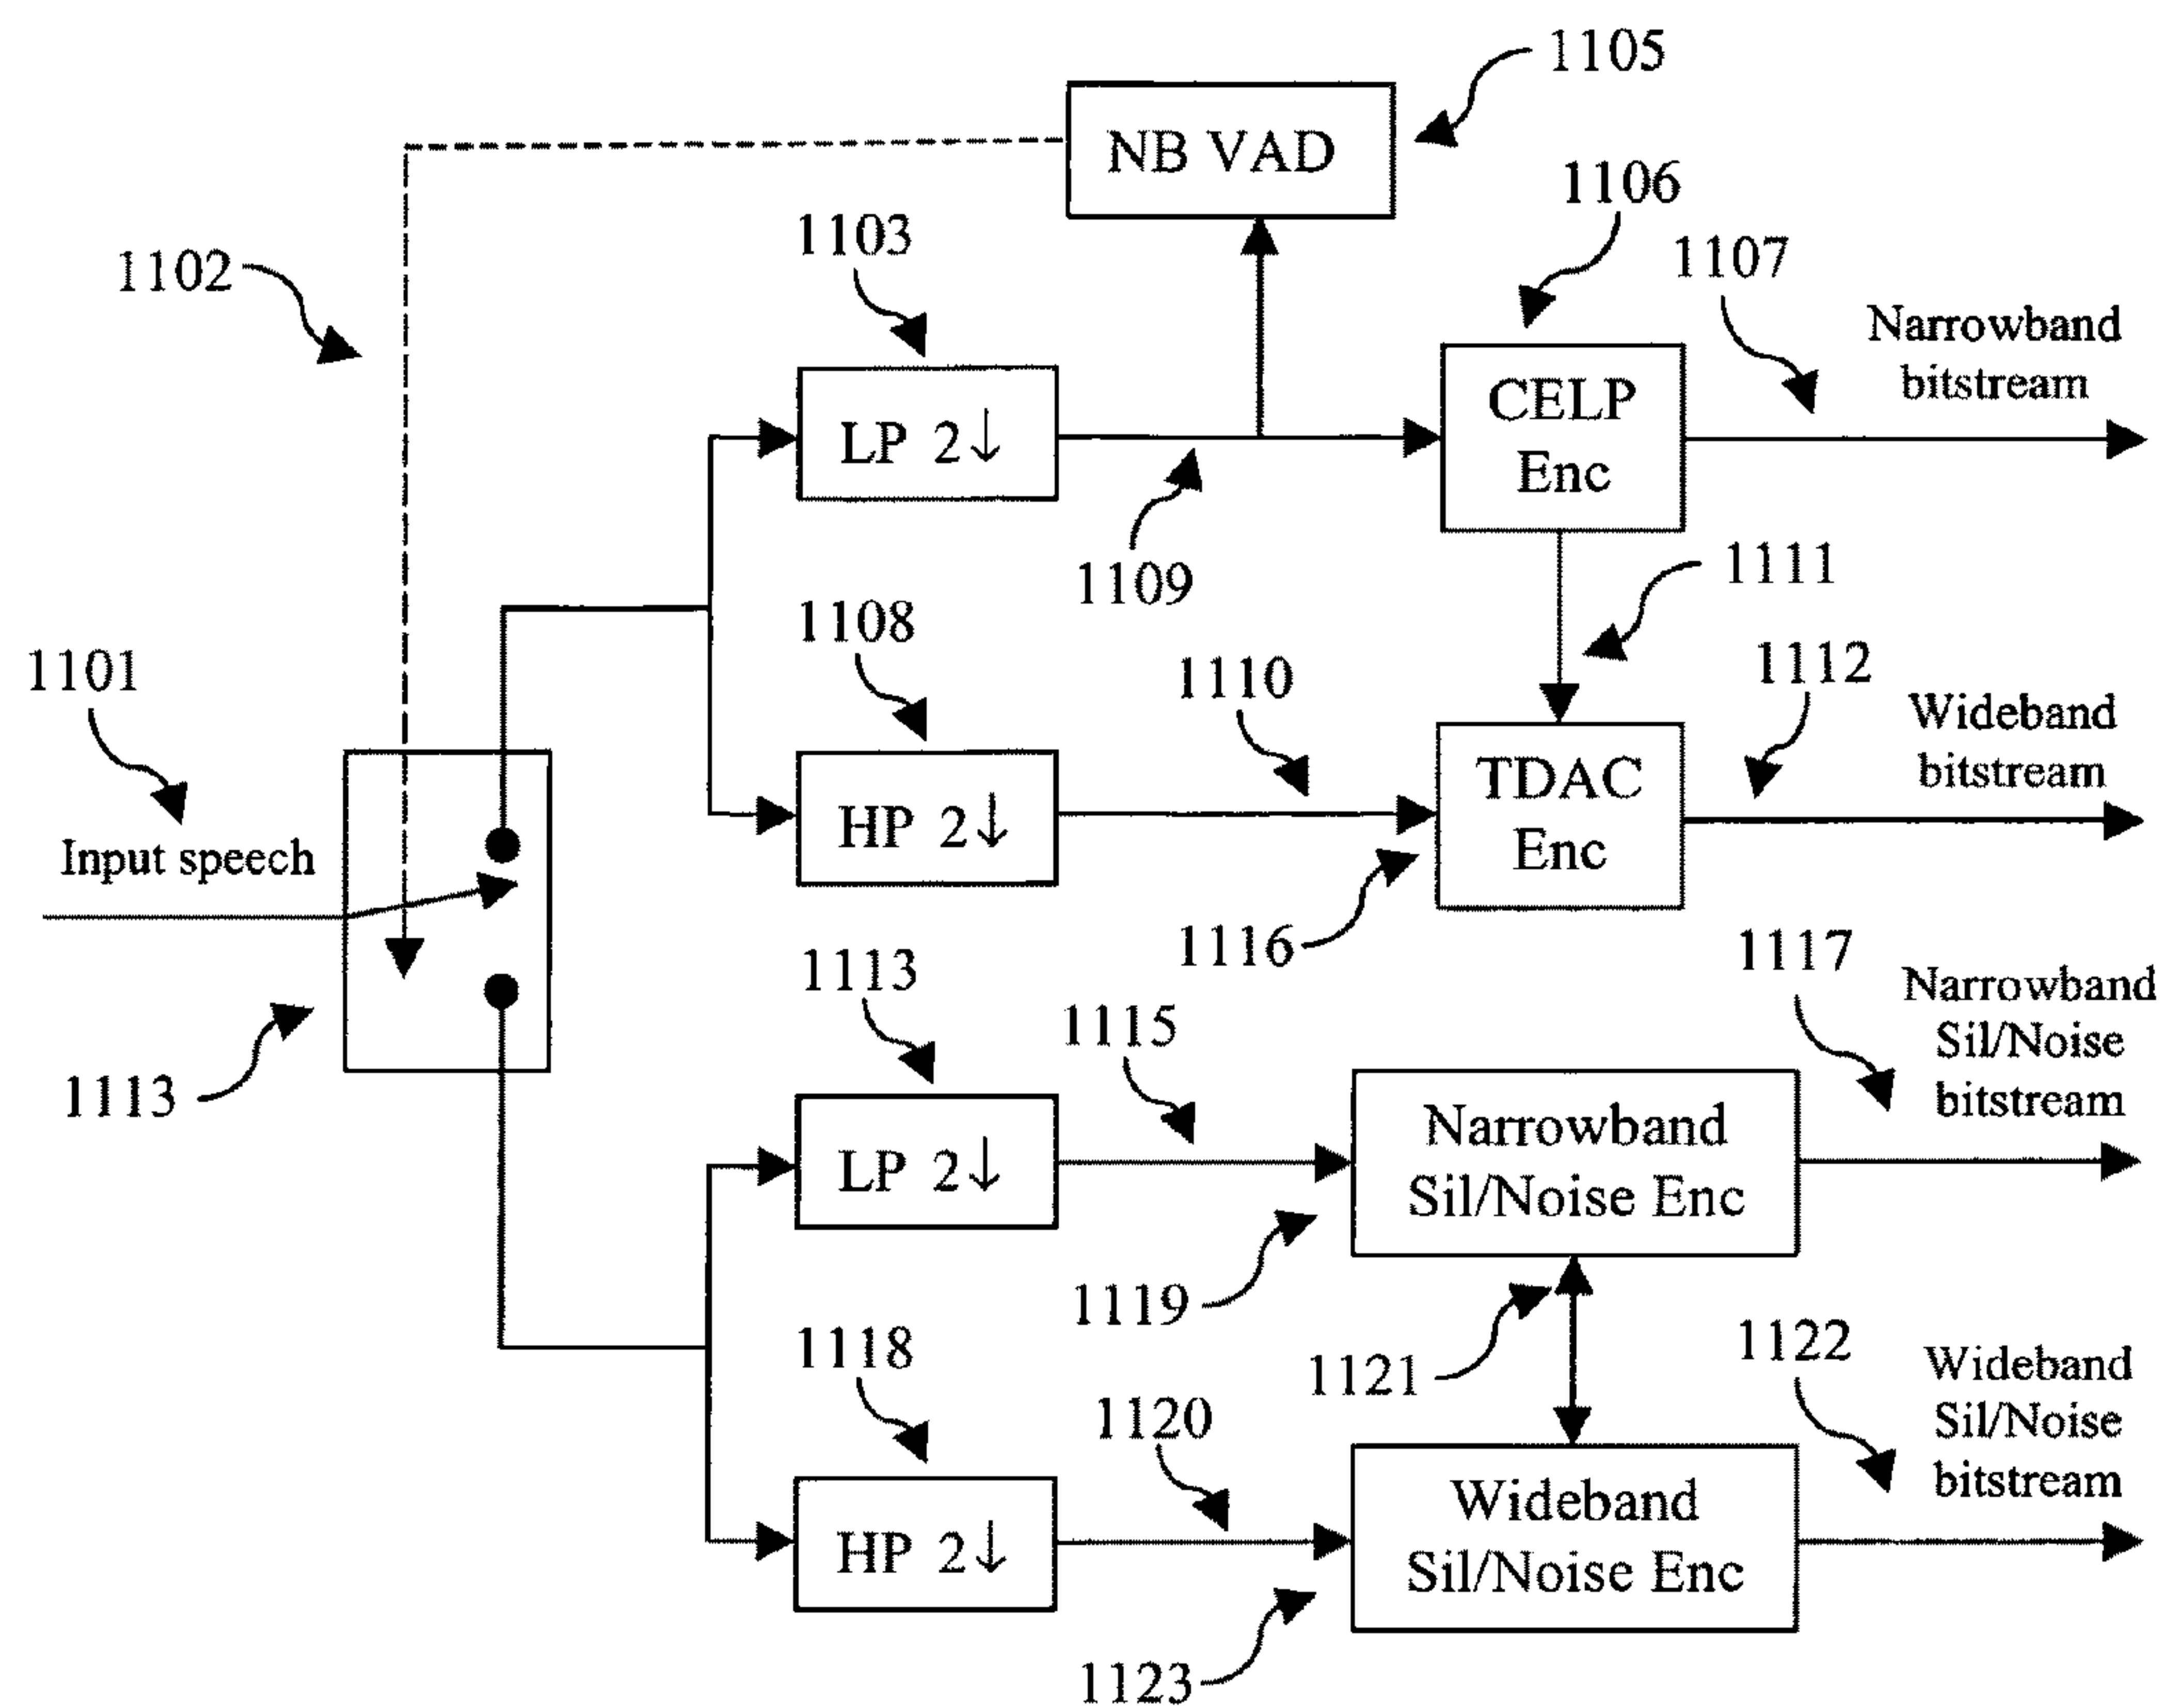 1105
NB VAD
1106
1103
1107
1102
Narrowband
bitstream
CELP
Enc
LP 2↓
1109
1111
1108
1112
1101
1110
Wideband
bitstream
TDAC
Enc
HP 2↓
Input speech
1116
1117
1113
1115
Narrowband
Sil/Noise
bitstream
1113
Narrowband
Sil/Noise Enc
LP 2↓
1119
1118
1121
1122
1120
Wideband
Sil/Noise
bitstream
Wideband
Sil/Noise Enc
HP 2↓
1123